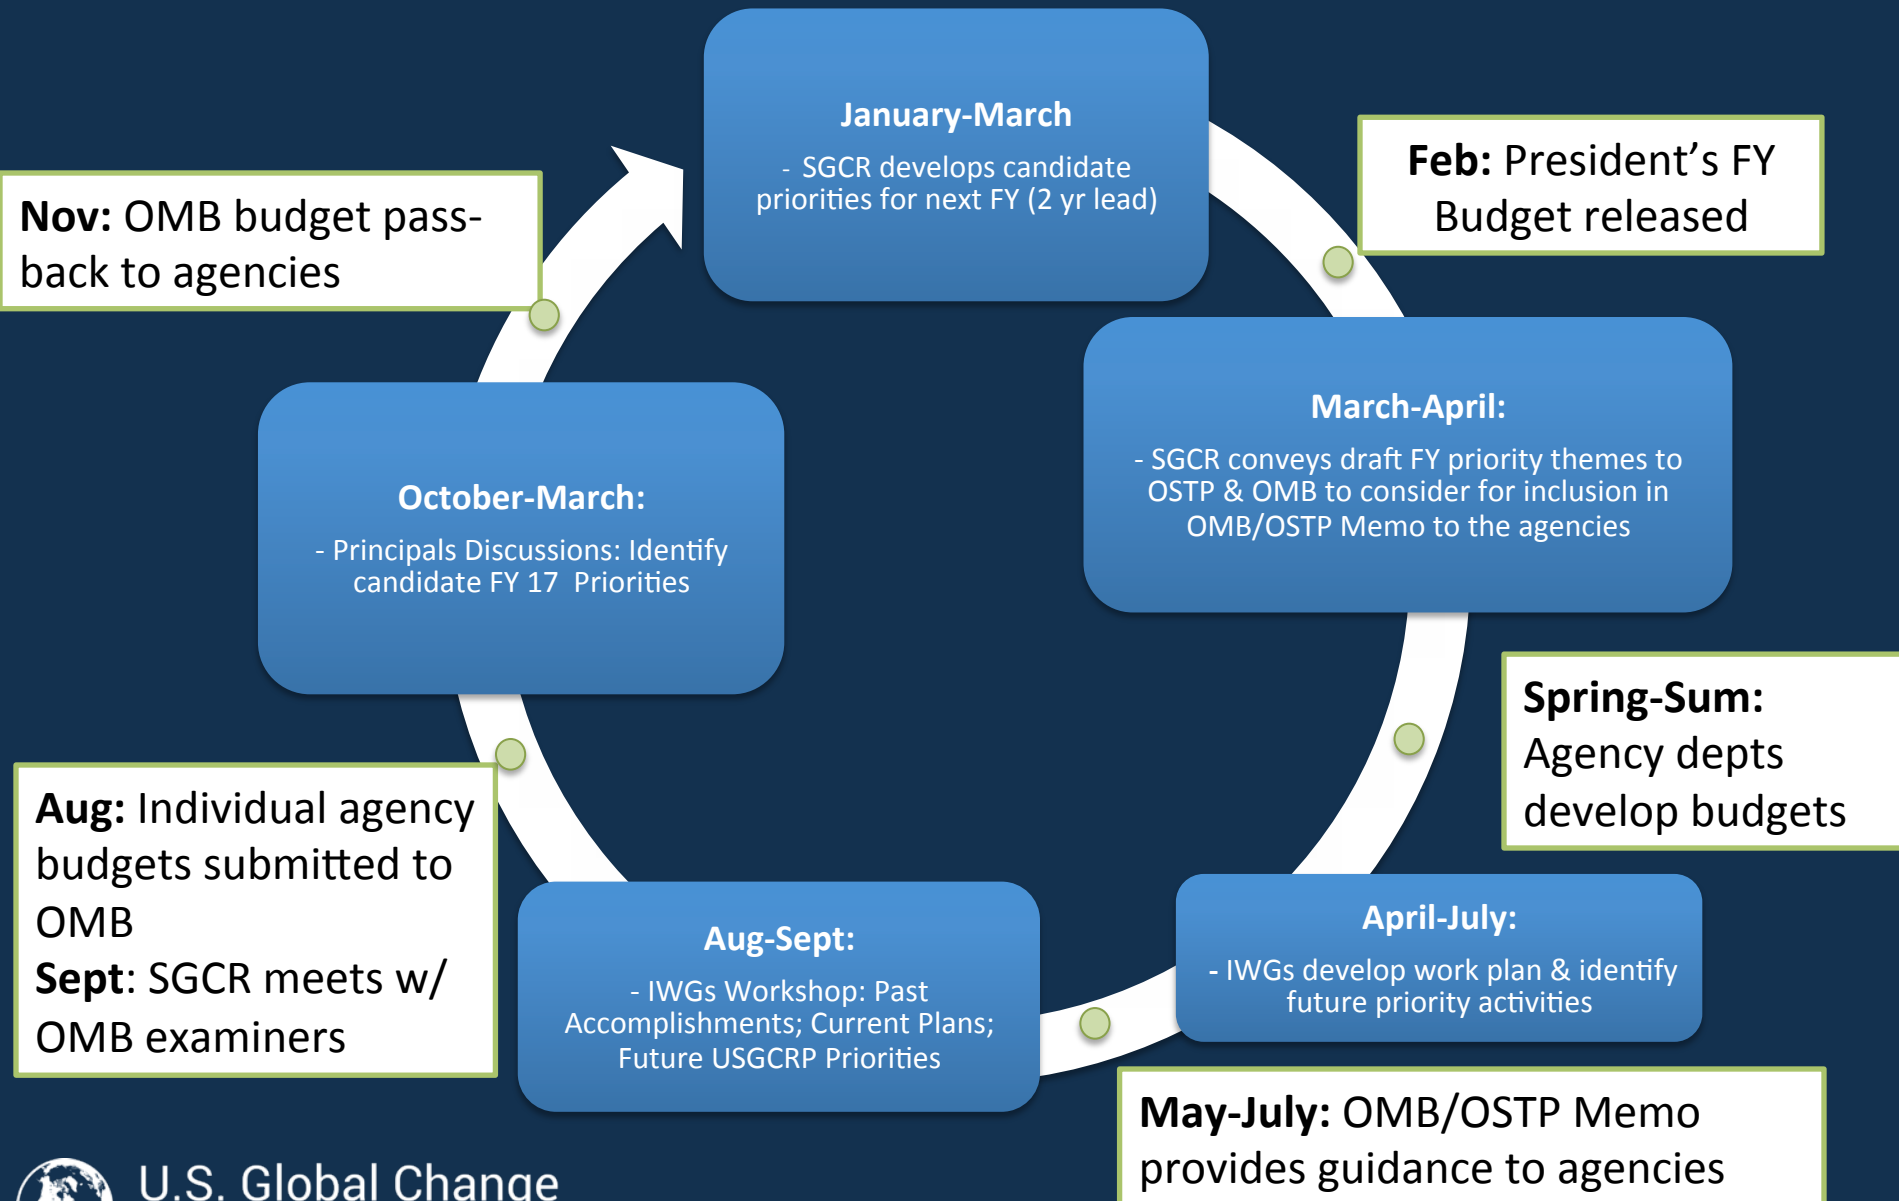 January-March
- SGCR develops candidate
priorities for next FY (2 yr lead)
Feb: President’s FY
Budget released
March-April:
- SGCR conveys draft FY priority themes to
OSTP & OMB to consider for inclusion in
OMB/OSTP Memo to the agencies
Spring-Sum:
Agency depts
develop budgets
April-July:
- IWGs develop work plan & identify
future priority activities
May-July: OMB/OSTP Memo
provides guidance to agencies
Aug-Sept:
- IWGs Workshop: Past
Accomplishments; Current Plans;
Future USGCRP Priorities
Aug: Individual agency
budgets submitted to
OMB
Sept: SGCR meets w/
OMB examiners
October-March:
- Principals Discussions: Identify
candidate FY 17 Priorities
Nov: OMB budget pass-
back to agencies
U.S. Global Change